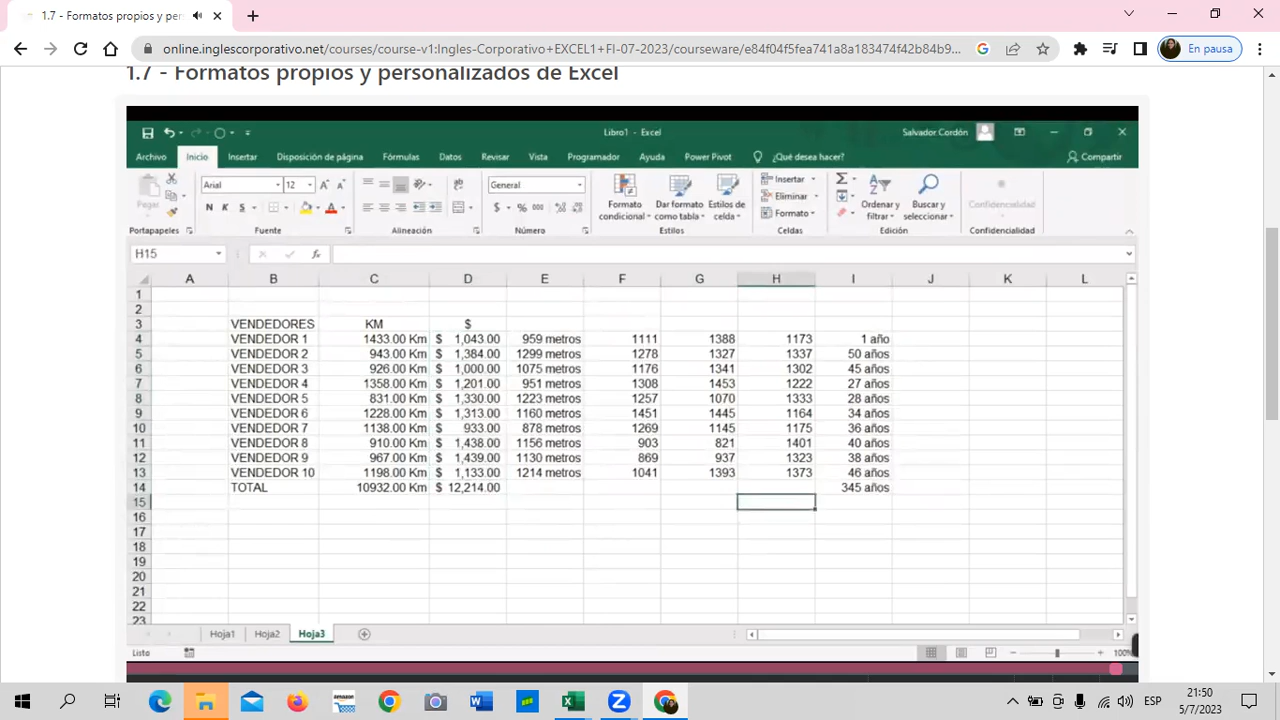 1.7 - Formatos propios y per
online.inglescorporativo.net/courses/course-v1:Ingles-Corporativo+EXCEL1+FI-07-2023/courseware/e84f04f5fea741a8a183474f42b84b9...
En pausa
1.7 - Formatos propios y personalizados de Excel
Libro1 - Excel
Salvador Cordón
Archivo Inicio Insertar Disposición de página Fórmulas Datos Revisar Vista Programador Ayuda Power Pivot ¿Qué desea hacer? Compartir
Pegar
Arial 12
General
N K S
$ % 000
Formato condicional
Dar formato como tabla
Estilos de celda
Insertar
Eliminar
Formato
Ordenar y filtrar
Buscar y seleccionar
Confidencialidad
Portapapeles Fuente Alineación Número Estilos Celdas Edición Confidencialidad
H15 fx
A B C D E F G H I J K L
1
2
3 VENDEDORES KM $
4 VENDEDOR 1 1433.00 Km $ 1,043.00 959 metros 1111 1388 1173 1 año
5 VENDEDOR 2 943.00 Km $ 1,384.00 1299 metros 1278 1327 1337 50 años
6 VENDEDOR 3 926.00 Km $ 1,000.00 1075 metros 1176 1341 1302 45 años
7 VENDEDOR 4 1358.00 Km $ 1,201.00 951 metros 1308 1453 1222 27 años
8 VENDEDOR 5 831.00 Km $ 1,330.00 1223 metros 1257 1070 1333 28 años
9 VENDEDOR 6 1228.00 Km $ 1,313.00 1160 metros 1451 1445 1164 34 años
10 VENDEDOR 7 1138.00 Km $ 933.00 878 metros 1269 1145 1175 36 años
11 VENDEDOR 8 910.00 Km $ 1,438.00 1156 metros 903 821 1401 40 años
12 VENDEDOR 9 967.00 Km $ 1,439.00 1130 metros 869 937 1323 38 años
13 VENDEDOR 10 1198.00 Km $ 1,133.00 1214 metros 1041 1393 1373 46 años
14 TOTAL 10932.00 Km $ 12,214.00 345 años
15
16
17
18
19
20
21
22
23
Hoja1 Hoja2 Hoja3
Listo
100%
amazon
ESP
21:50
5/7/2023